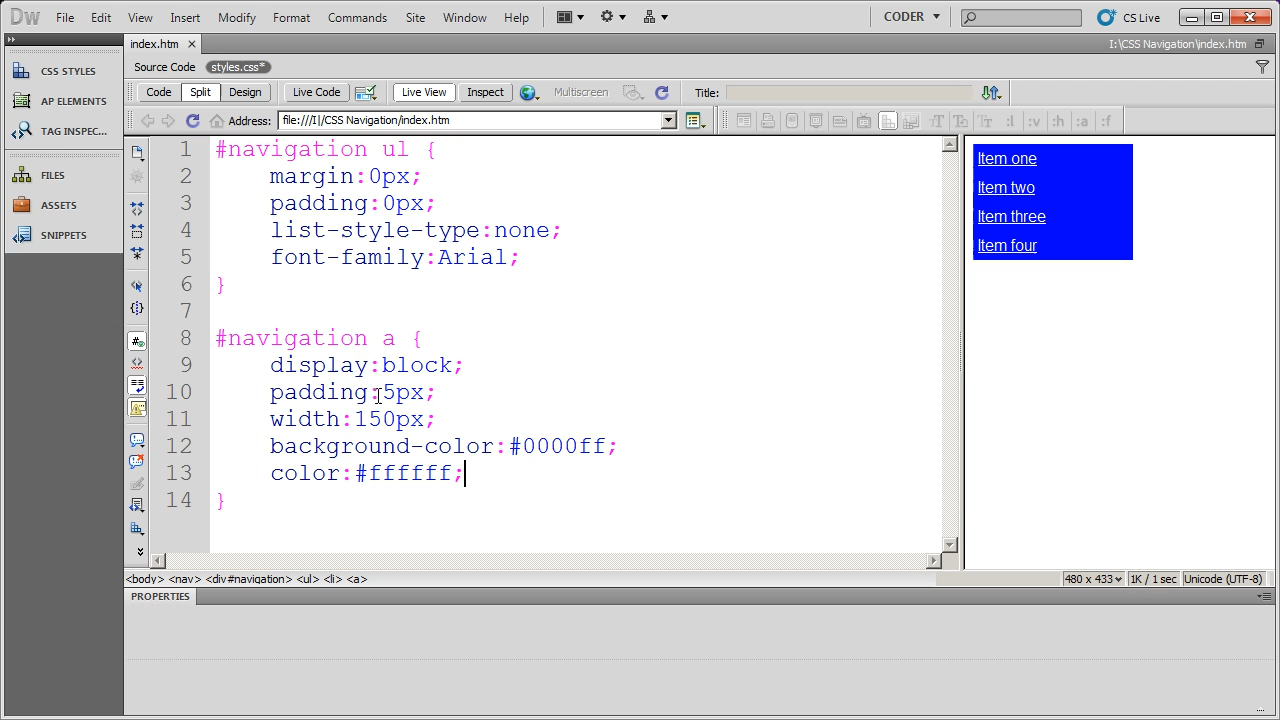 Dw File Edit View Insert Modify Format Commands Site Window Help CODER CS Live
index.htm I:\CSS Navigation\index.htm
Source Code styles.css*
Code Split Design Live Code Live View Inspect Multiscreen Title:
Address: file:///I|/CSS Navigation/index.htm
CSS STYLES
AP ELEMENTS
TAG INSPEC...
FILES
ASSETS
SNIPPETS
1 #navigation ul {
2 margin:0px;
3 padding:0px;
4 list-style-type:none;
5 font-family:Arial;
6 }
7
8 #navigation a {
9 display:block;
10 padding:5px;
11 width:150px;
12 background-color:#0000ff;
13 color:#ffffff;
14 }
Item one
Item two
Item three
Item four
<body> <nav> <div#navigation> <ul> <li> <a> 480 x 433 1K / 1 sec Unicode (UTF-8)
PROPERTIES